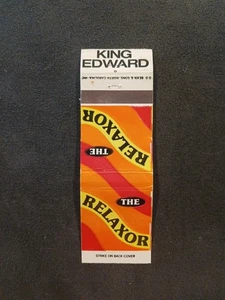 KING
EDWARD
THE
RELAXOR
THE
RELAXOR
STRIKE ON BACK COVER